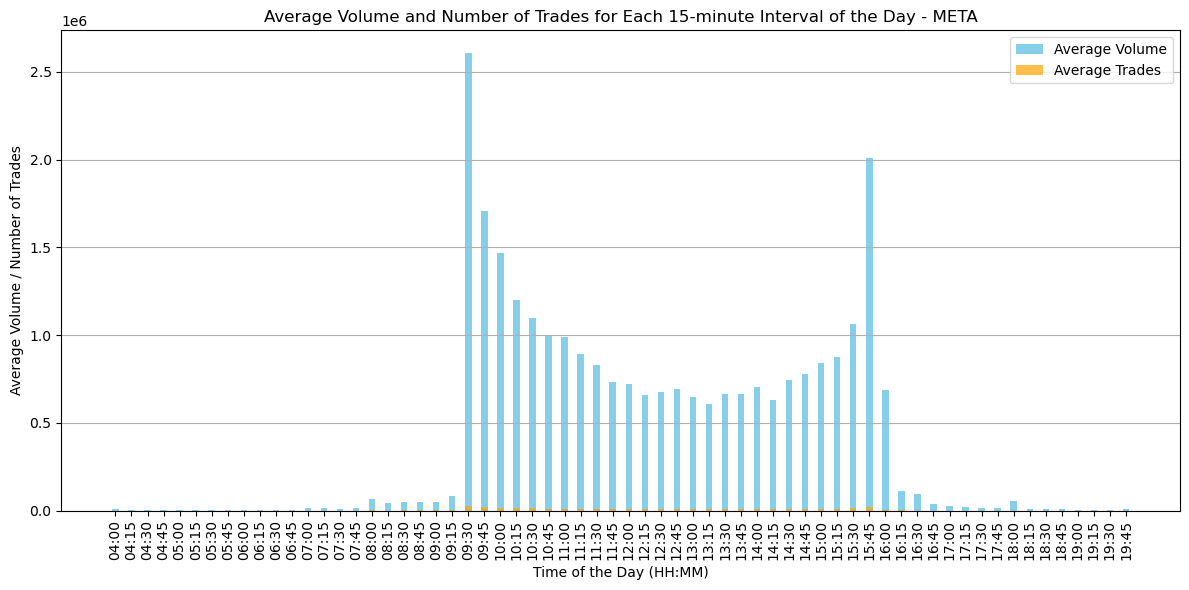 Average Volume and Number of Trades for Each 15-minute Interval of the Day - META
1e6
Average Volume
Average Trades
2.5
2.0
1.5
1.0
0.5
0.0
Average Volume / Number of Trades
04:00 04:15 04:30 04:45 05:00 05:15 05:30 05:45 06:00 06:15 06:30 06:45 07:00 07:15 07:30 07:45 08:00 08:15 08:30 08:45 09:00 09:15 09:30 09:45 10:00 10:15 10:30 10:45 11:00 11:15 11:30 11:45 12:00 12:15 12:30 12:45 13:00 13:15 13:30 13:45 14:00 14:15 14:30 14:45 15:00 15:15 15:30 15:45 16:00 16:15 16:30 16:45 17:00 17:15 17:30 17:45 18:00 18:15 18:30 18:45 19:00 19:15 19:30 19:45
Time of the Day (HH:MM)